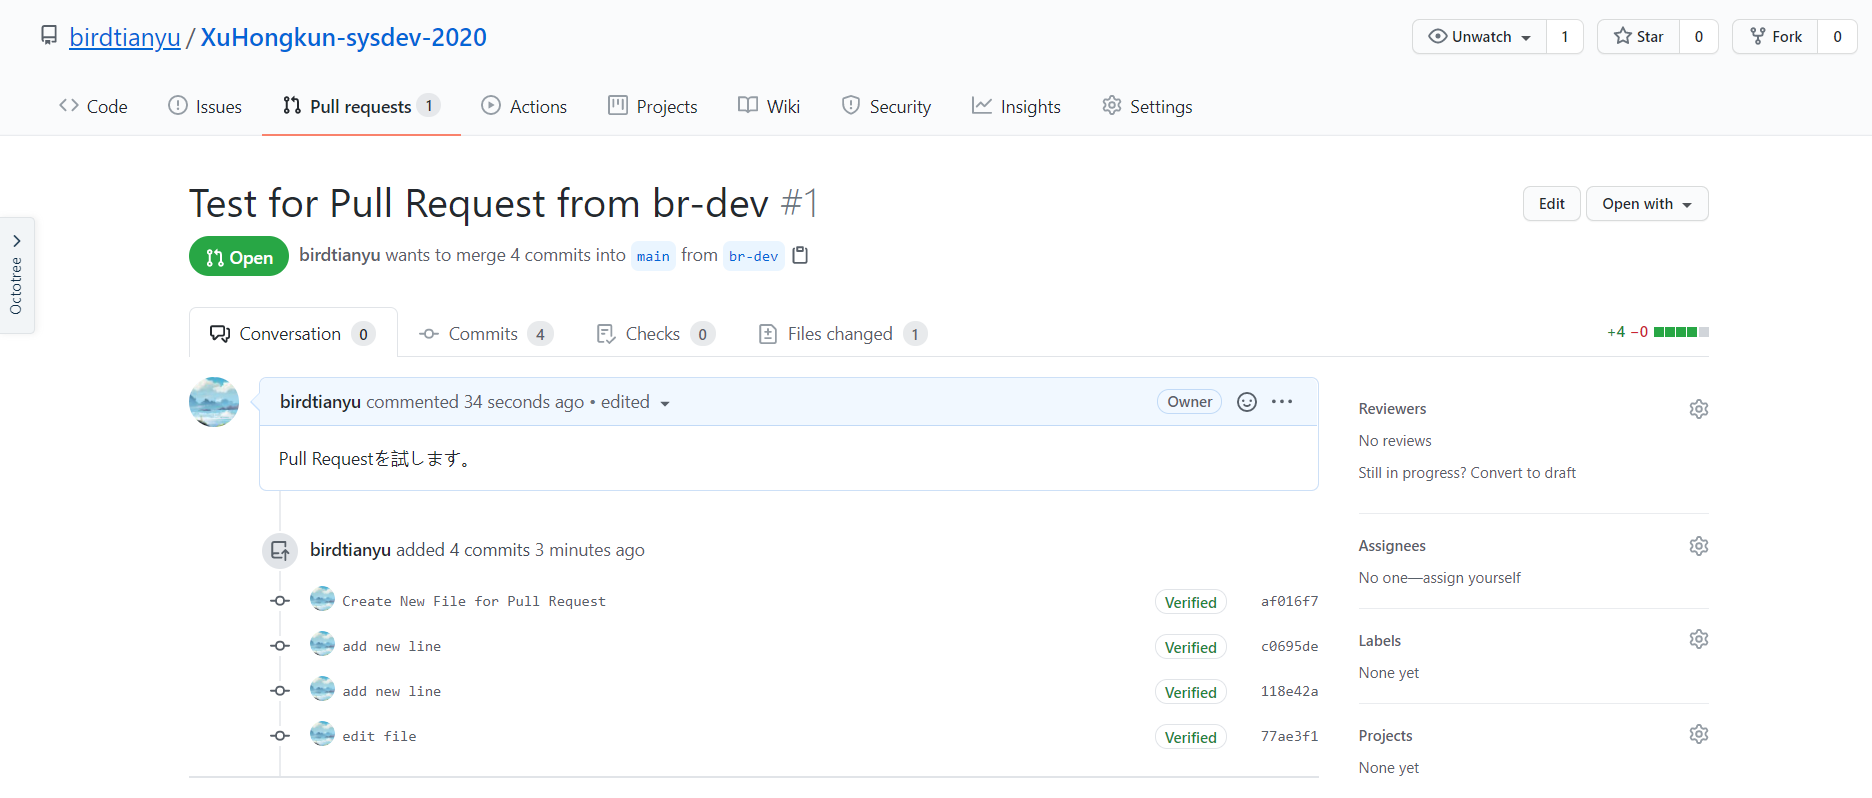 birdtianyu / XuHongkun-sysdev-2020
Unwatch 1 Star 0 Fork 0
Code Issues Pull requests 1 Actions Projects Wiki Security Insights Settings
Test for Pull Request from br-dev #1
Edit Open with
Open birdtianyu wants to merge 4 commits into main from br-dev
Octotree
Conversation 0 Commits 4 Checks 0 Files changed 1 +4 −0
birdtianyu commented 34 seconds ago • edited Owner
Pull Requestを試します。
birdtianyu added 4 commits 3 minutes ago
Create New File for Pull Request Verified af016f7
add new line Verified c0695de
add new line Verified 118e42a
edit file Verified 77ae3f1
Reviewers
No reviews
Still in progress? Convert to draft
Assignees
No one—assign yourself
Labels
None yet
Projects
None yet